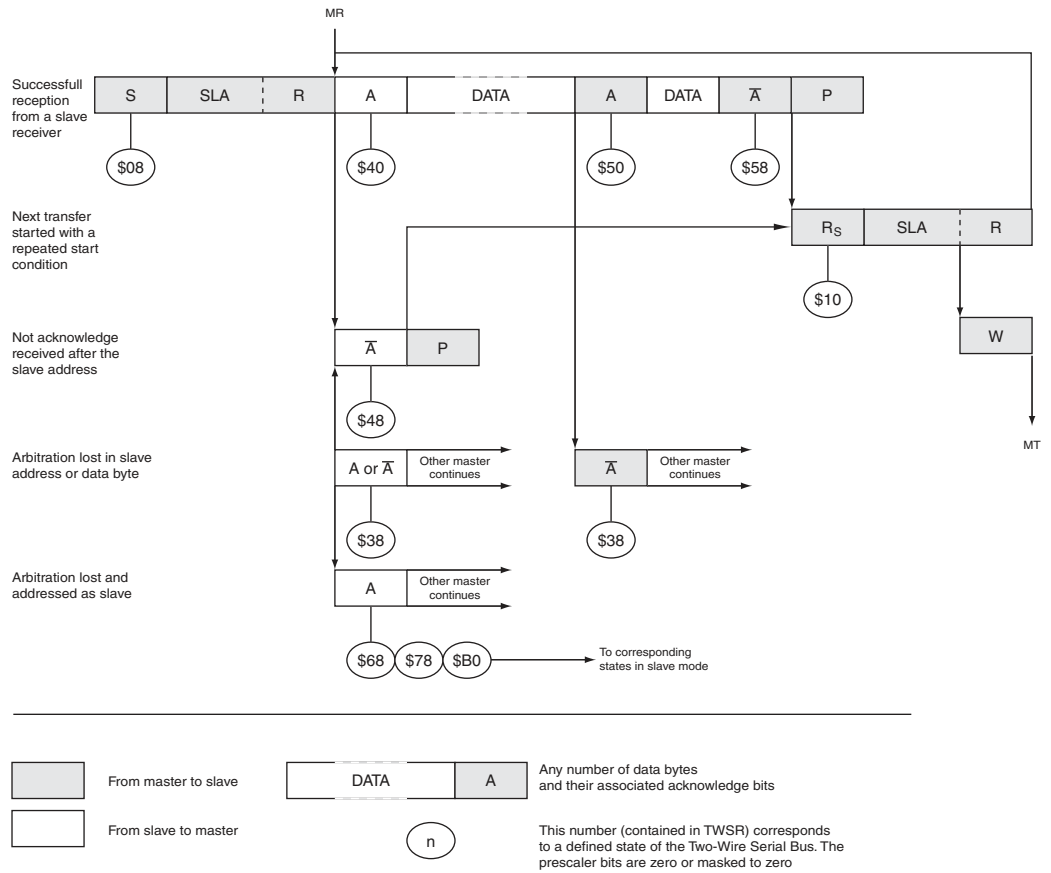 MR
Successfull
reception
from a slave
receiver
S SLA R A DATA A DATA A̅ P
$08 $40 $50 $58
Next transfer
started with a
repeated start
condition
RS SLA R
$10
Not acknowledge
received after the
slave address
A̅ P
W
$48
MT
Arbitration lost in slave
address or data byte
A or A̅
Other master
continues
A̅
Other master
continues
$38 $38
Arbitration lost and
addressed as slave
A
Other master
continues
$68 $78 $B0
To corresponding
states in slave mode
From master to slave
DATA A
Any number of data bytes
and their associated acknowledge bits
From slave to master
n
This number (contained in TWSR) corresponds
to a defined state of the Two-Wire Serial Bus. The
prescaler bits are zero or masked to zero